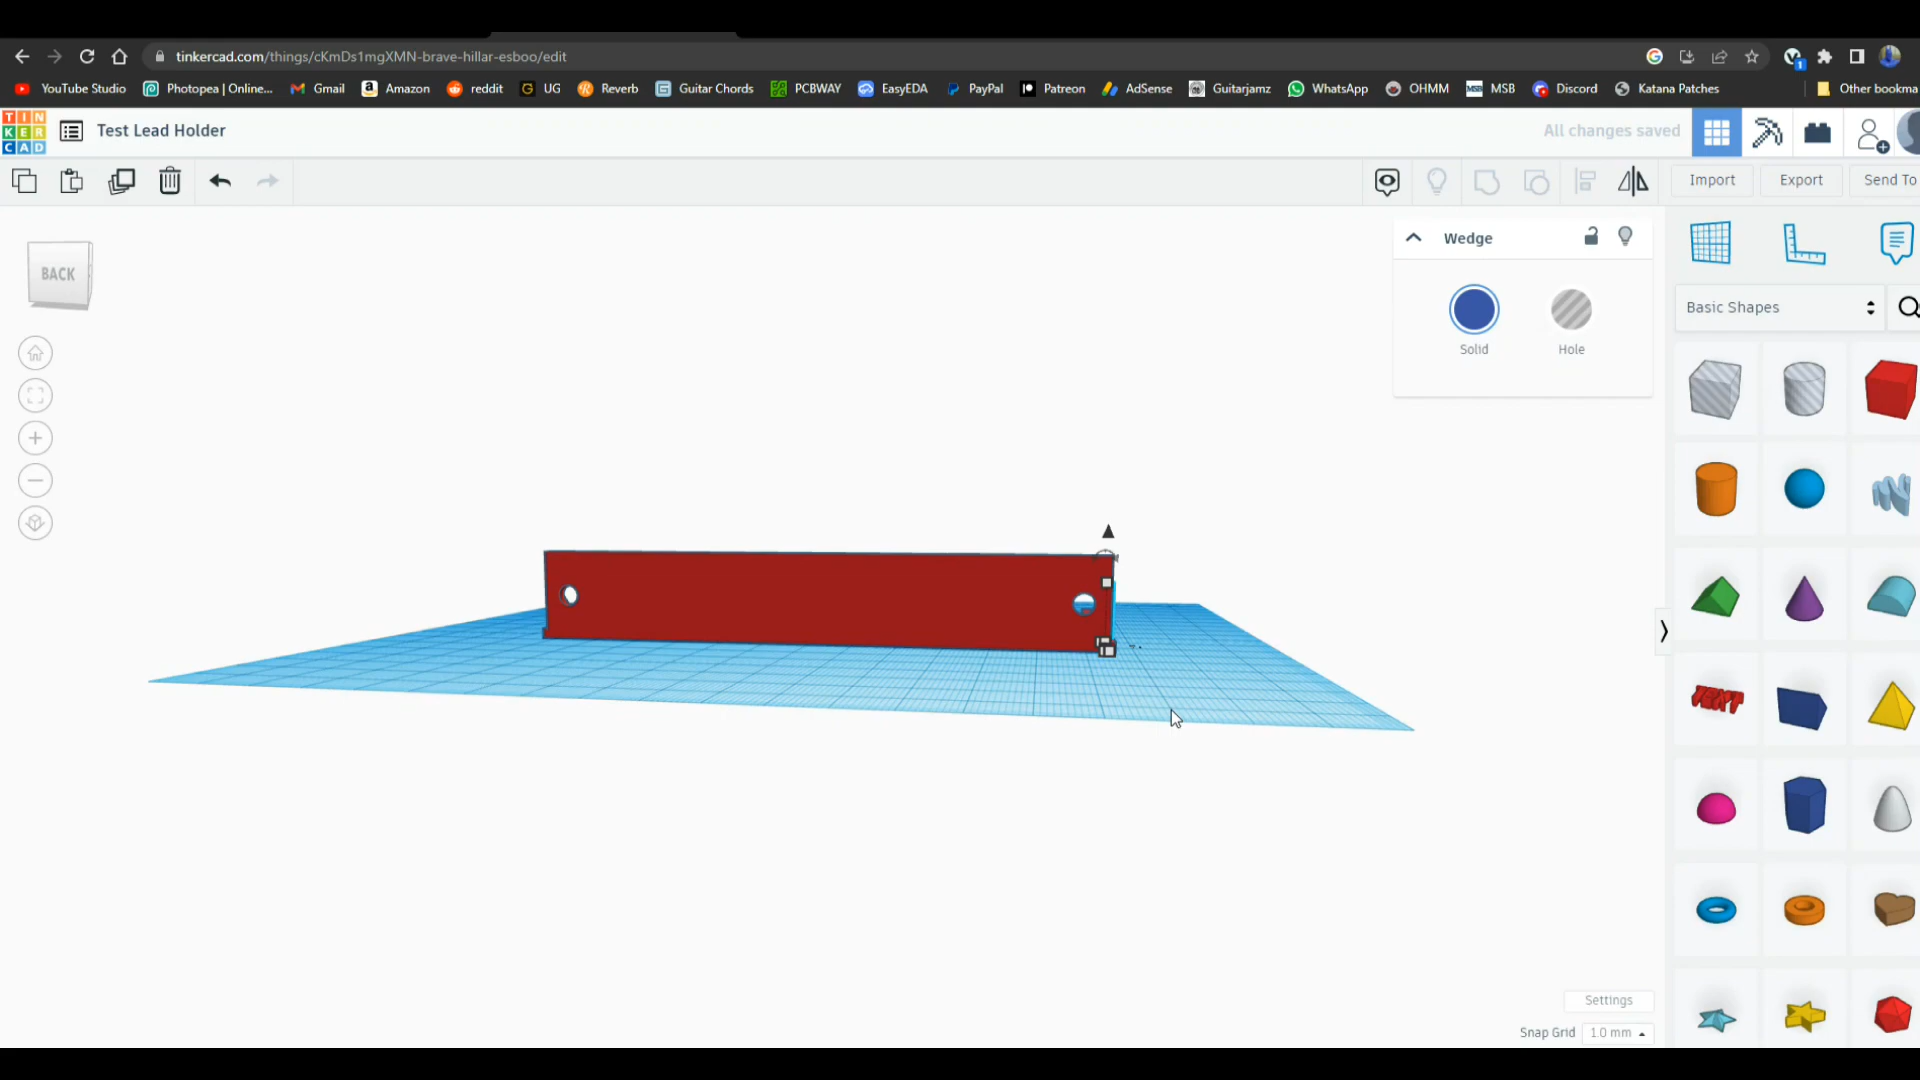 tinkercad.com/things/cKmDs1mgXMN-brave-hillar-esboo/edit
1
YouTube Studio Photopea | Online... Gmail Amazon reddit UG Reverb Guitar Chords PCBWAY EasyEDA PayPal Patreon AdSense Guitarjamz WhatsApp OHMM MSB Discord Katana Patches Other bookma
TIN
KER
CAD
Test Lead Holder
All changes saved
Import Export Send To
BACK
Wedge
Solid Hole
Basic Shapes
TEXT
Settings
Snap Grid 1.0 mm